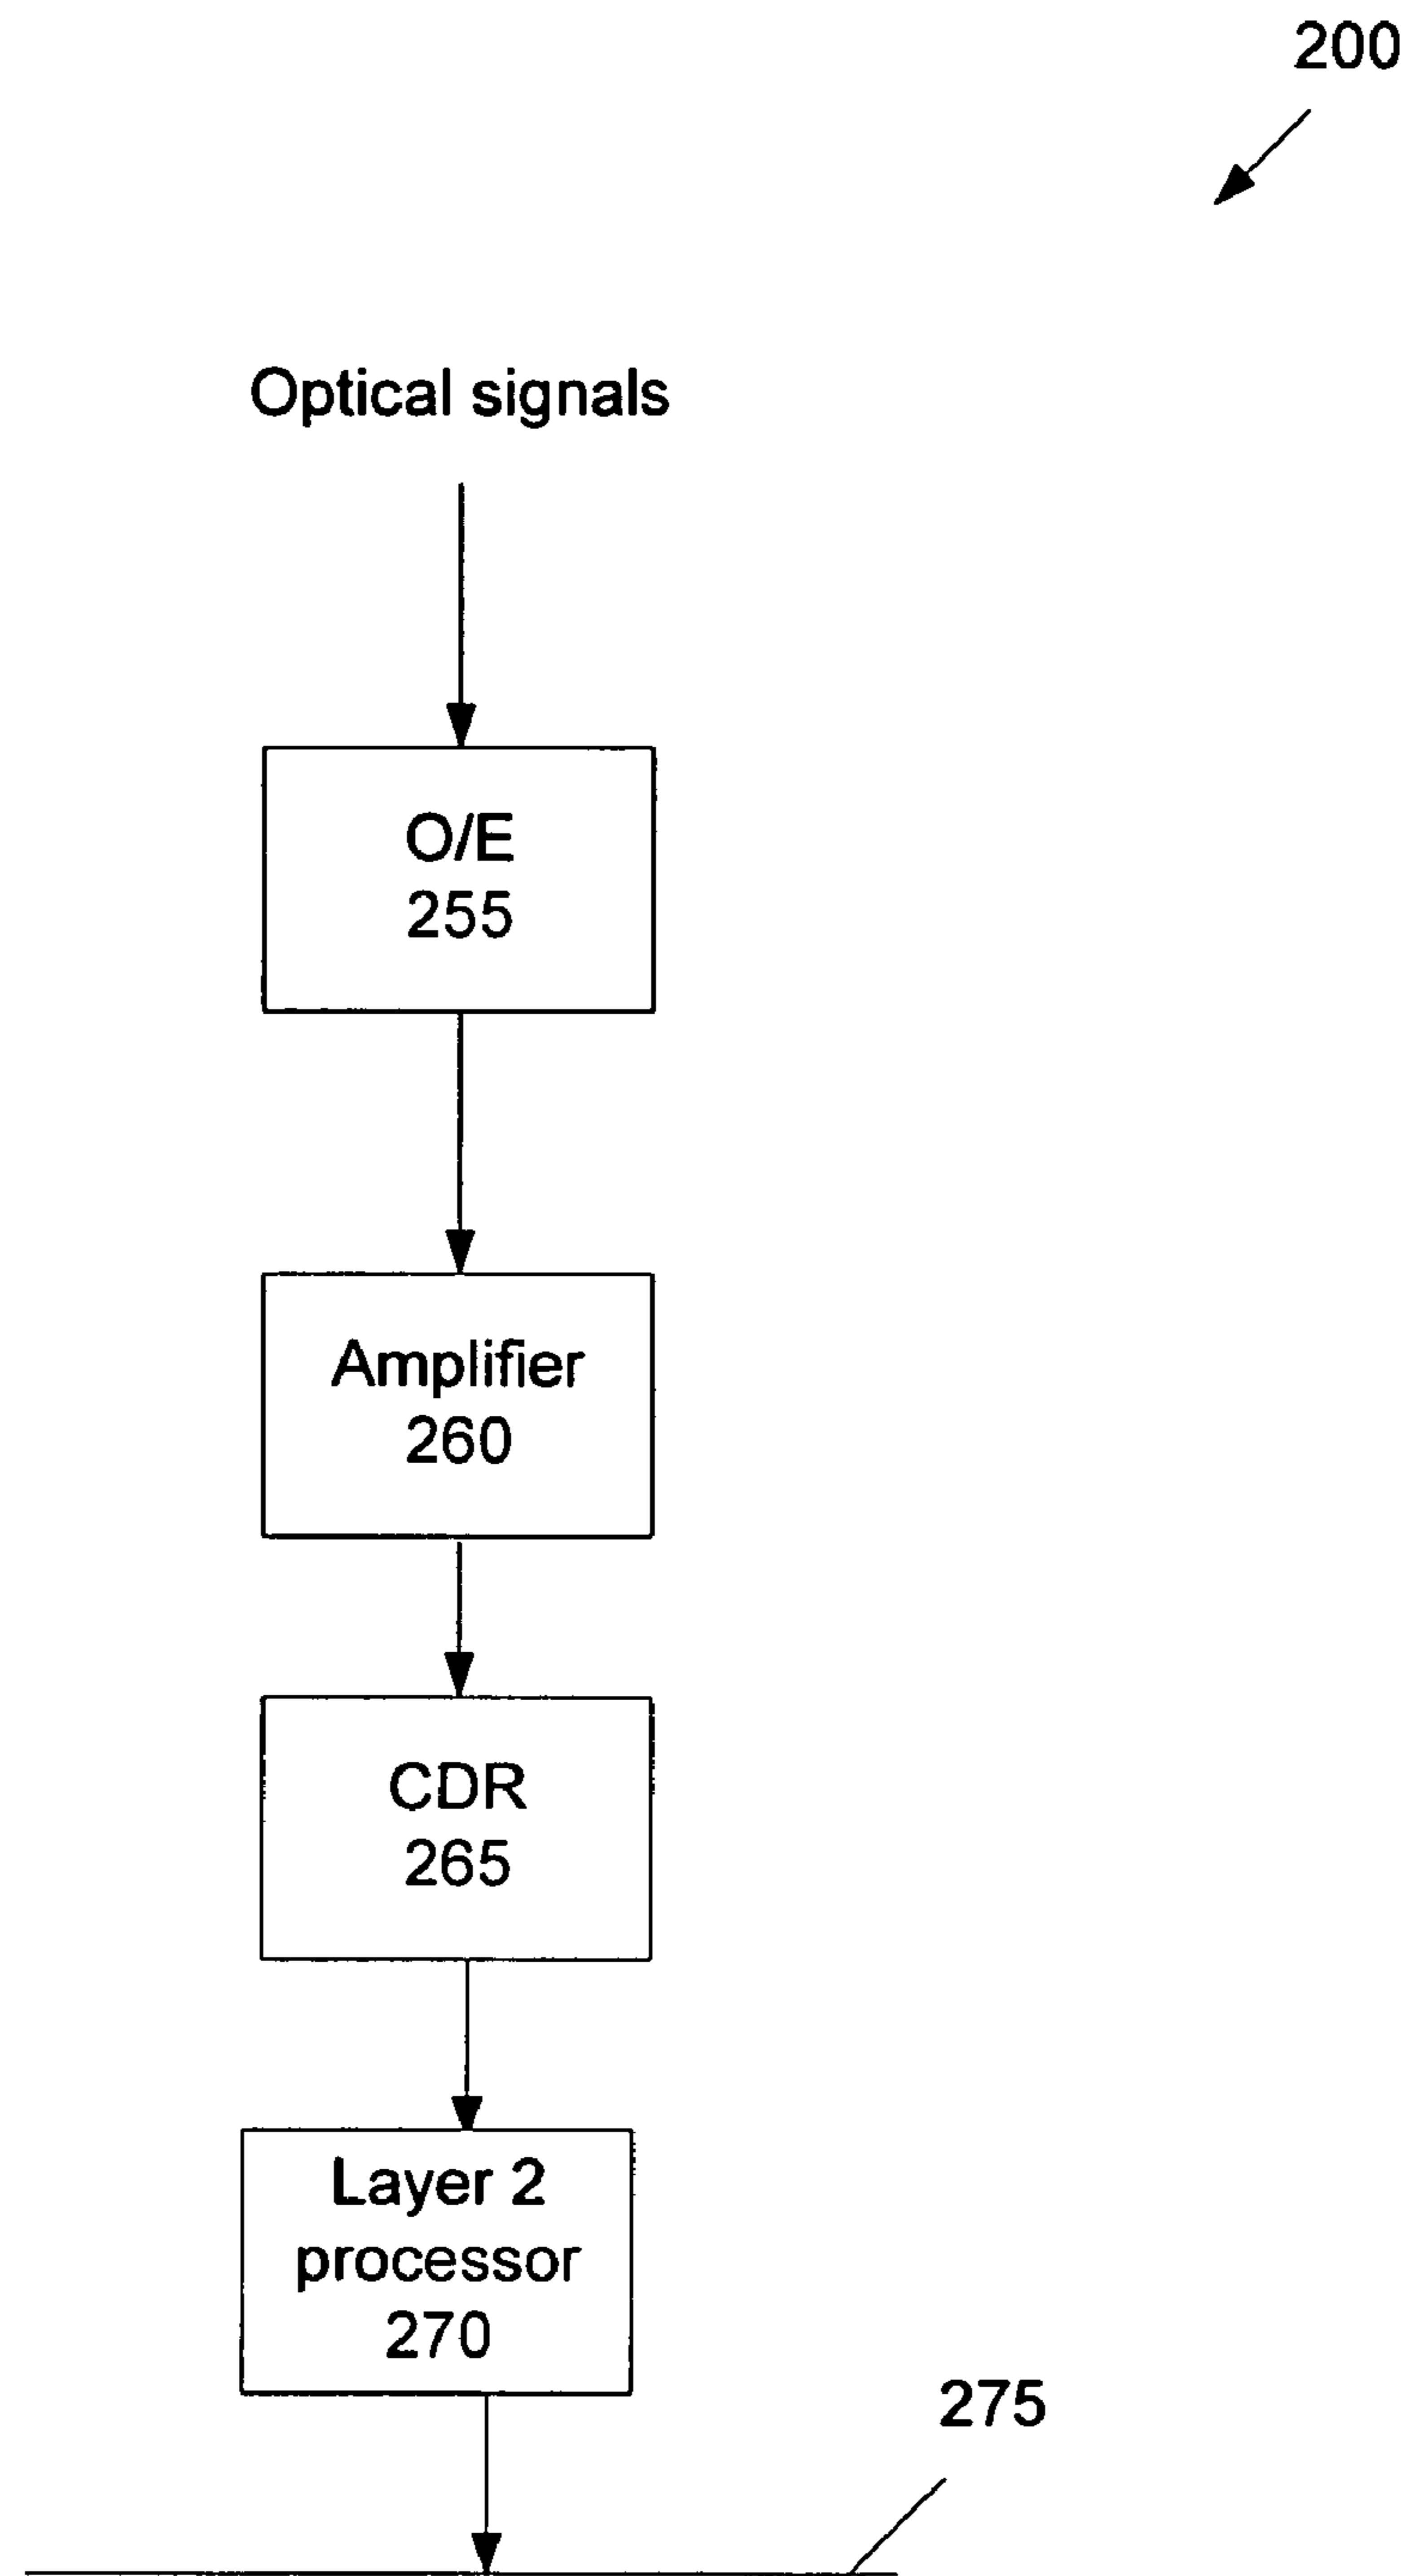 200
Optical signals
O/E
255
Amplifier
260
CDR
265
Layer 2
processor
270
275